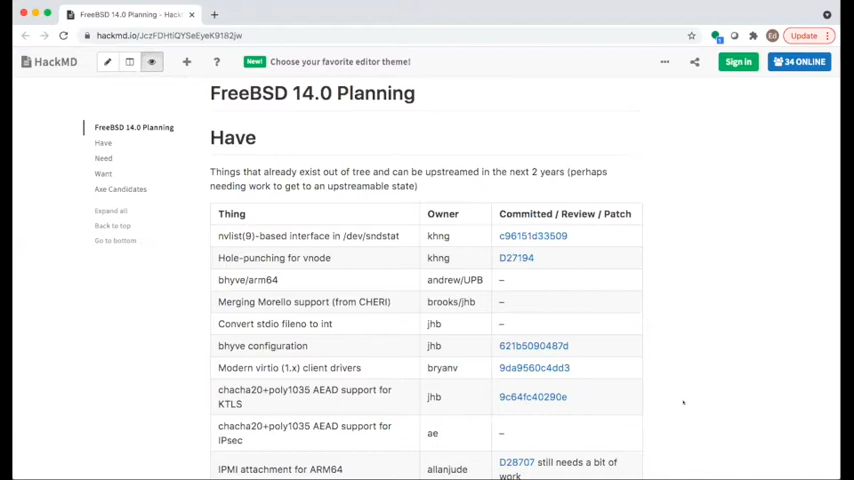 FreeBSD 14.0 Planning - HackM
hackmd.io/JczFDHtiQYSeEyeK9182jw
Ed
Update
HackMD
New! Choose your favorite editor theme!
Sign in
34 ONLINE
FreeBSD 14.0 Planning
Have
Need
Want
Axe Candidates
Expand all
Back to top
Go to bottom
FreeBSD 14.0 Planning
Have
Things that already exist out of tree and can be upstreamed in the next 2 years (perhaps
needing work to get to an upstreamable state)
Thing Owner Committed / Review / Patch
nvlist(9)-based interface in /dev/sndstat khng c96151d33509
Hole-punching for vnode khng D27194
bhyve/arm64 andrew/UPB –
Merging Morello support (from CHERI) brooks/jhb –
Convert stdio fileno to int jhb –
bhyve configuration jhb 621b5090487d
Modern virtio (1.x) client drivers bryanv 9da9560c4dd3
chacha20+poly1035 AEAD support for
KTLS jhb 9c64fc40290e
chacha20+poly1035 AEAD support for
IPsec ae –
IPMI attachment for ARM64 allanjude D28707 still needs a bit of
work